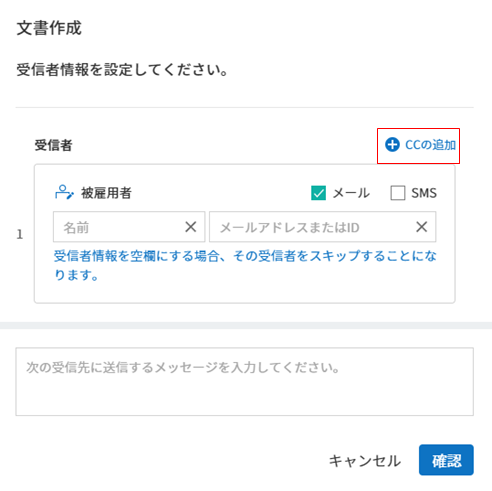 文書作成
受信者情報を設定してください。
受信者
CCの追加
被雇用者
メール
SMS
1
名前
メールアドレスまたはID
受信者情報を空欄にする場合、その受信者をスキップすることにな
ります。
次の受信先に送信するメッセージを入力してください。
キャンセル
確認